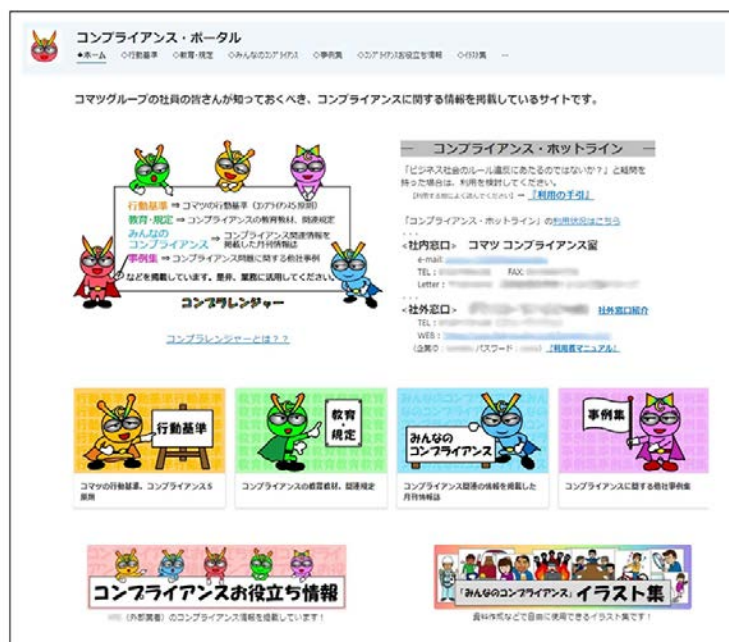 コンプライアンス・ポータル
◆ホーム ◇行動基準 ◇教育・規定 ◇みんなのコンプライアンス ◇事例集 ◇コンプライアンスお役立ち情報 ◇イラスト集 …
コマツグループの社員の皆さんが知っておくべき、コンプライアンスに関する情報を掲載しているサイトです。
行動基準 ⇒ コマツの行動基準（コンプライアンス5原則）
教育・規定 ⇒ コンプライアンスの教育教材、関連規定
みんなの
コンプライアンス ⇒ コンプライアンス関連情報を
掲載した月刊情報誌
事例集 ⇒ コンプライアンス問題に関する他社事例
などを掲載しています。是非、業務に活用してください。
コンプラレンジャー
コンプラレンジャーとは？？
コンプライアンス・ホットライン
「ビジネス社会のルール違反にあたるのではないか？」と疑問を
持った場合は、利用を検討してください。
→ 『利用の手引』
「コンプライアンス・ホットライン」の利用状況はこちら
・・・
<社内窓口> コマツ コンプライアンス室
e-mail:
TEL : FAX:
Letter :
・・・
<社外窓口> 社外窓口紹介
TEL :
WEB :
（企業ID : パスワード : ）『利用者マニュアル』
行動基準
コマツの行動基準、コンプライアンス5
原則
教育
・
規定
コンプライアンスの教育教材、関連規定
みんなの
コンプライアンス
コンプライアンス関連の情報を掲載した
月刊情報誌
事例集
コンプライアンスに関する他社事例集
コンプライアンスお役立ち情報
（外部業者）のコンプライアンス情報を掲載しています！
「みんなのコンプライアンス」イラスト集
資料作成などで自由に使用できるイラスト集です！